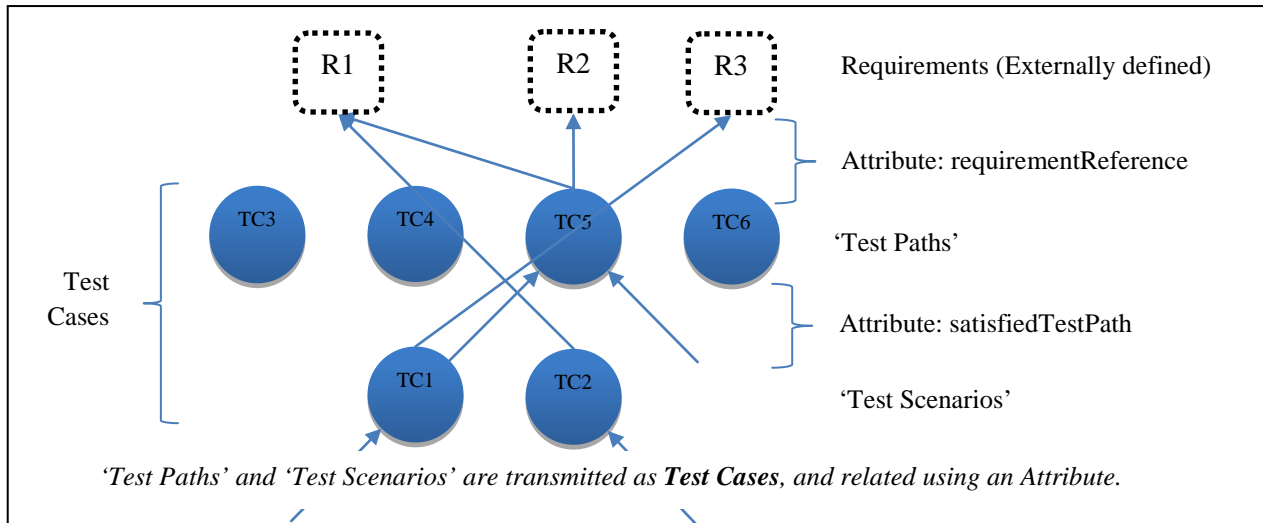 R1
R2
R3
Requirements (Externally defined)
Attribute: requirementReference
TC3
TC4
TC5
TC6
‘Test Paths’
Test
Cases
Attribute: satisfiedTestPath
TC1
TC2
‘Test Scenarios’
‘Test Paths’ and ‘Test Scenarios’ are transmitted as Test Cases, and related using an Attribute.